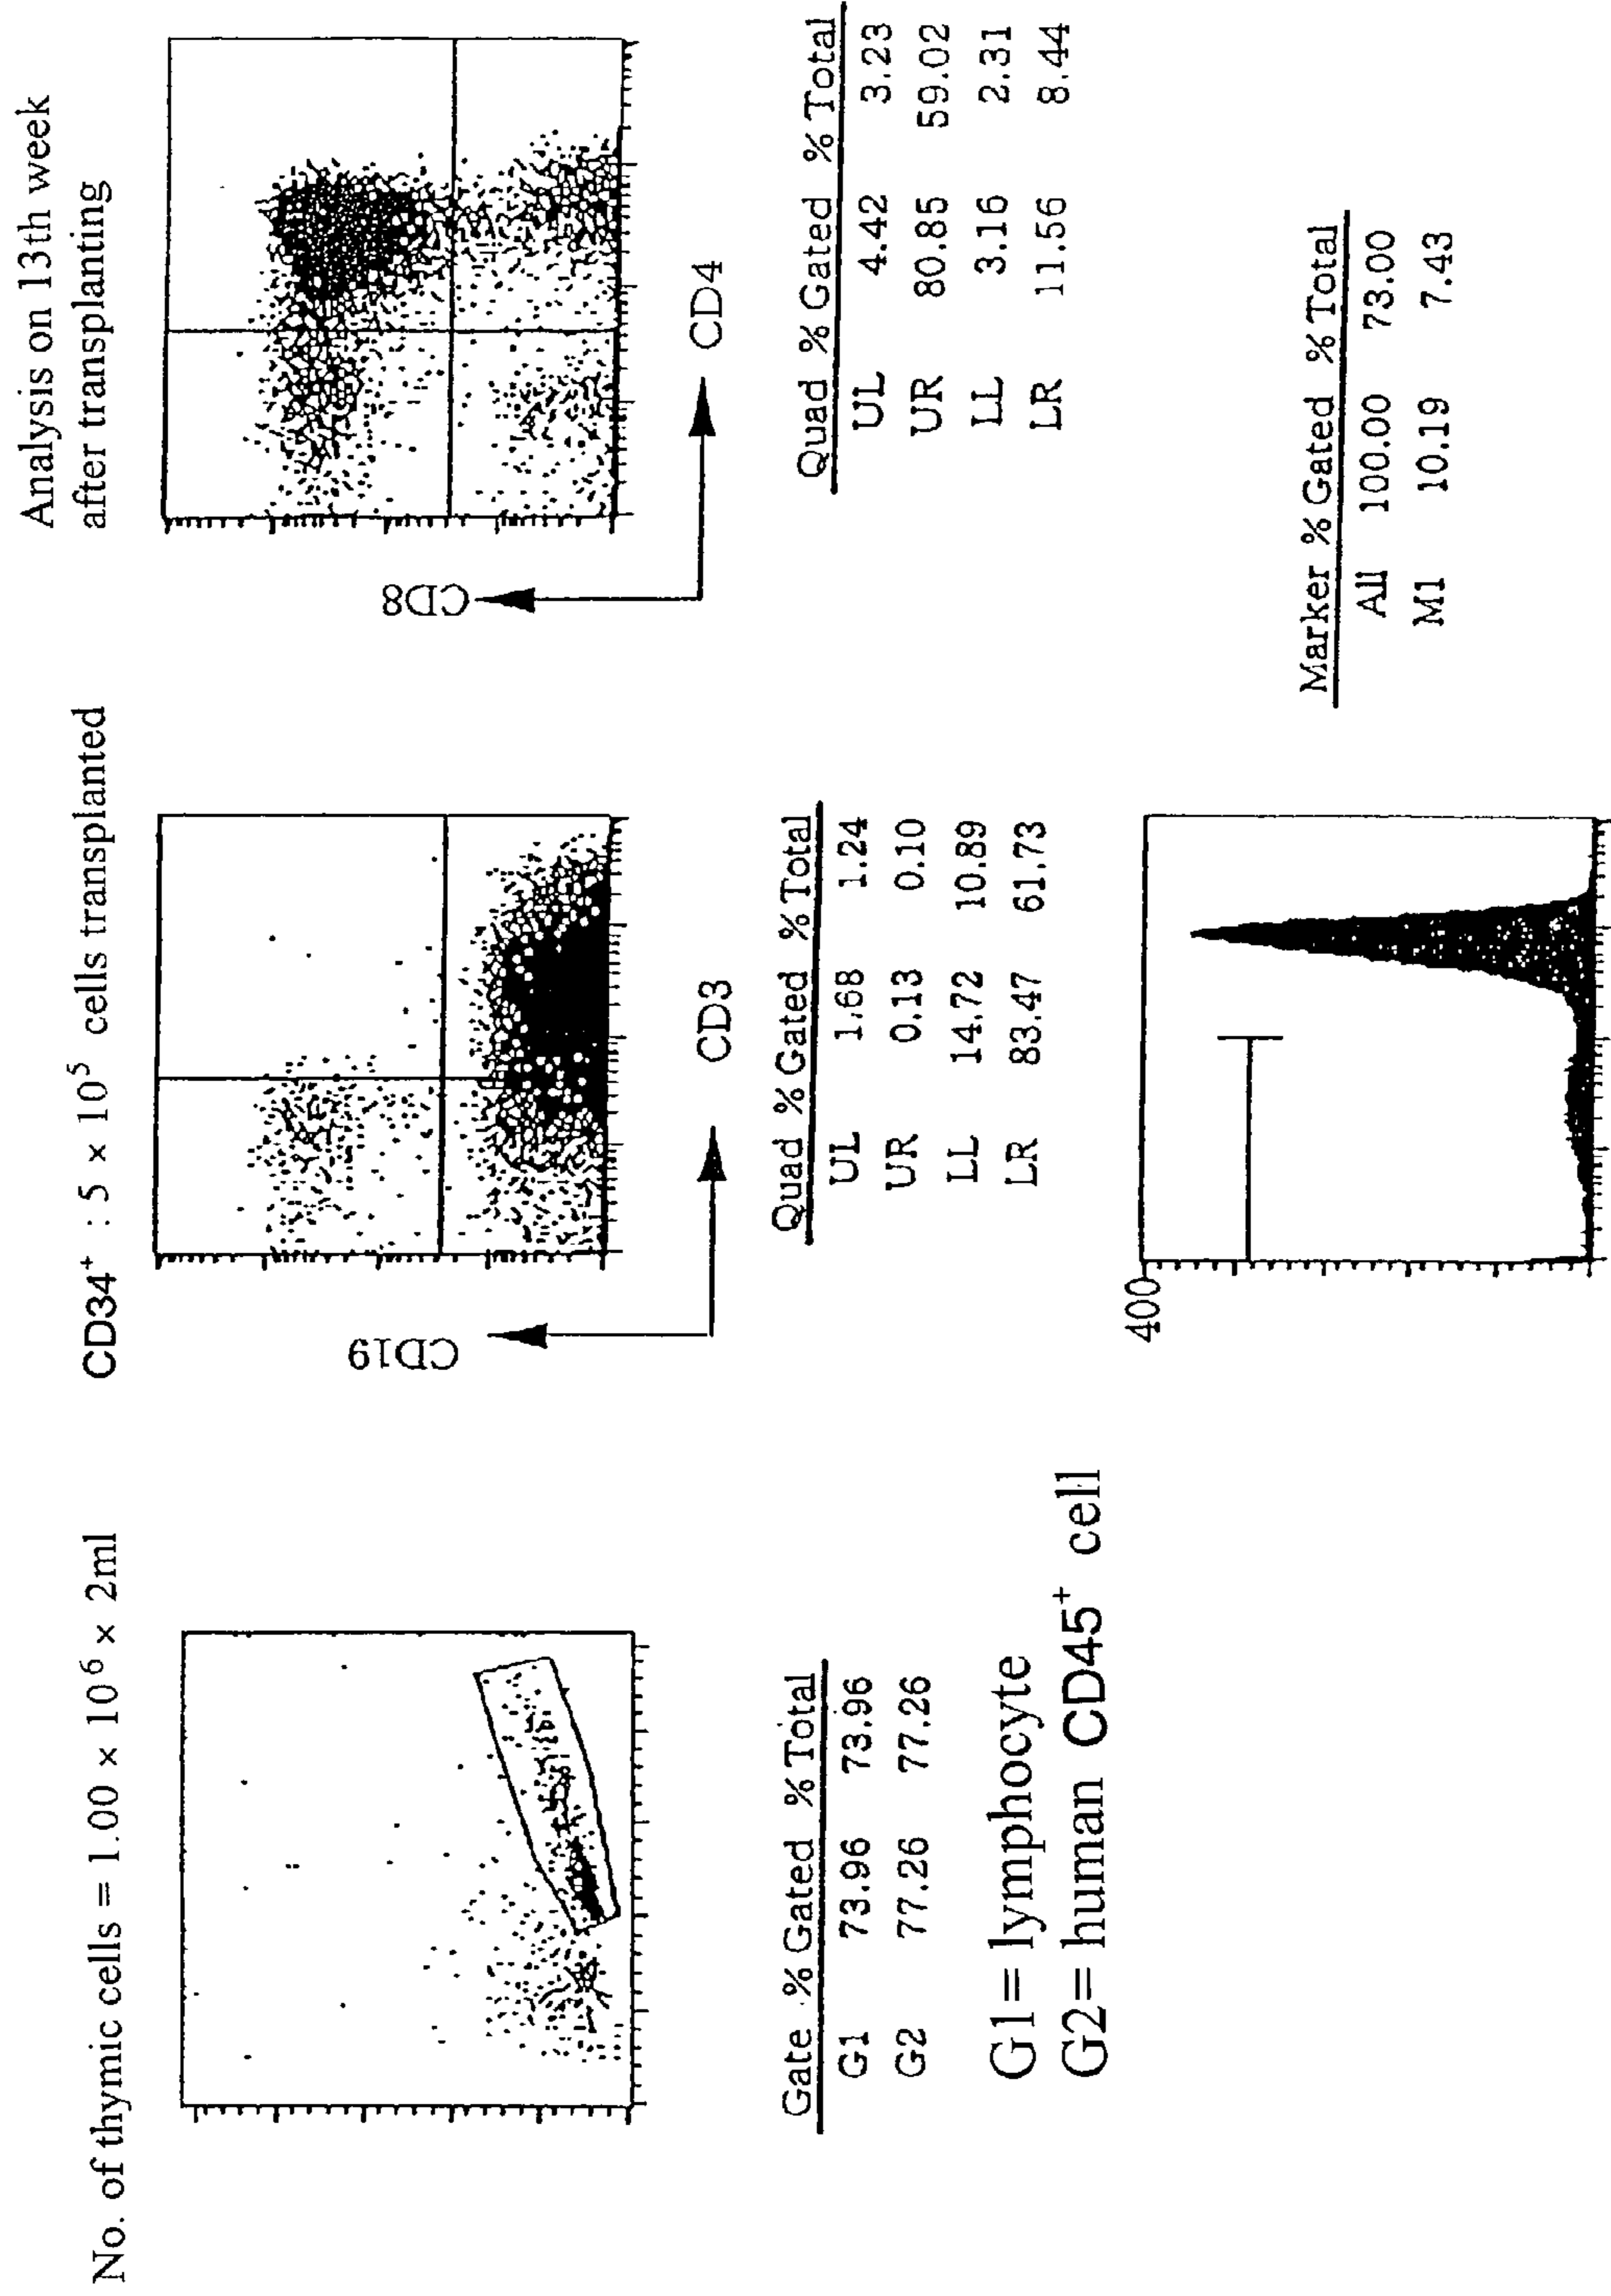 Analysis on 13th week
after transplanting
No. of thymic cells = 1.00 × 10⁶ × 2ml
CD34⁺ : 5 × 10⁵ cells transplanted
CD19
CD3
CD8
CD4
Gate % Gated % Total
G1 73.96 73.96
G2 77.26 77.26
G1= lymphocyte
G2= human CD45⁺ cell
Quad % Gated % Total
UL 1.68 1.24
UR 0.13 0.10
LL 14.72 10.89
LR 83.47 61.73
Quad % Gated % Total
UL 4.42 3.23
UR 80.85 59.02
LL 3.16 2.31
LR 11.56 8.44
400
Marker % Gated % Total
All 100.00 73.00
M1 10.19 7.43